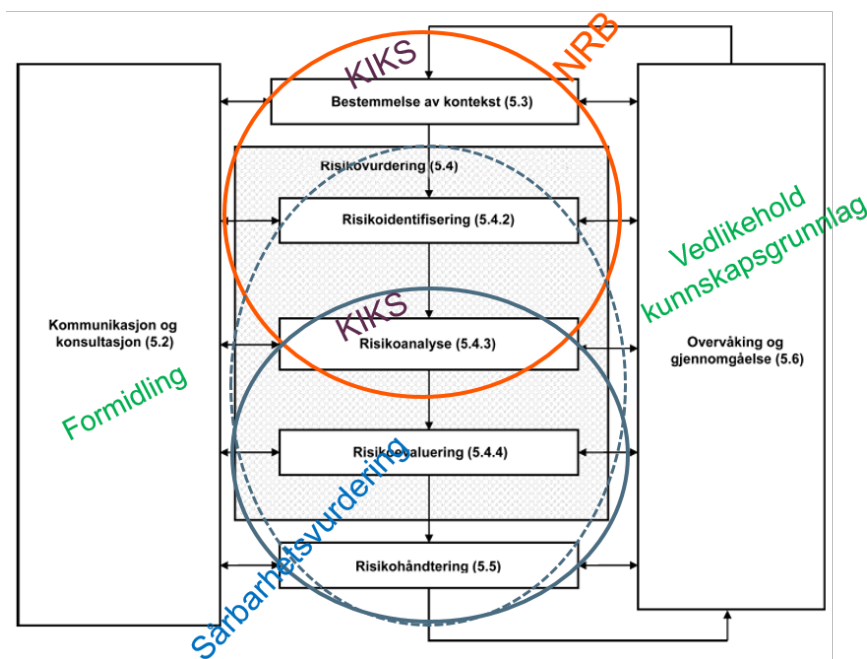 KIKS
NRB
Bestemmelse av kontekst (5.3)
Risikovurdering (5.4)
Risikoidentifisering (5.4.2)
Vedlikehold
kunnskapsgrunnlag
KIKS
Risikoanalyse (5.4.3)
Kommunikasjon og
konsultasjon (5.2)
Overvåking og
gjennomgåelse (5.6)
Formidling
Risikoevaluering (5.4.4)
Sårbarhetsvurdering
Risikohåndtering (5.5)